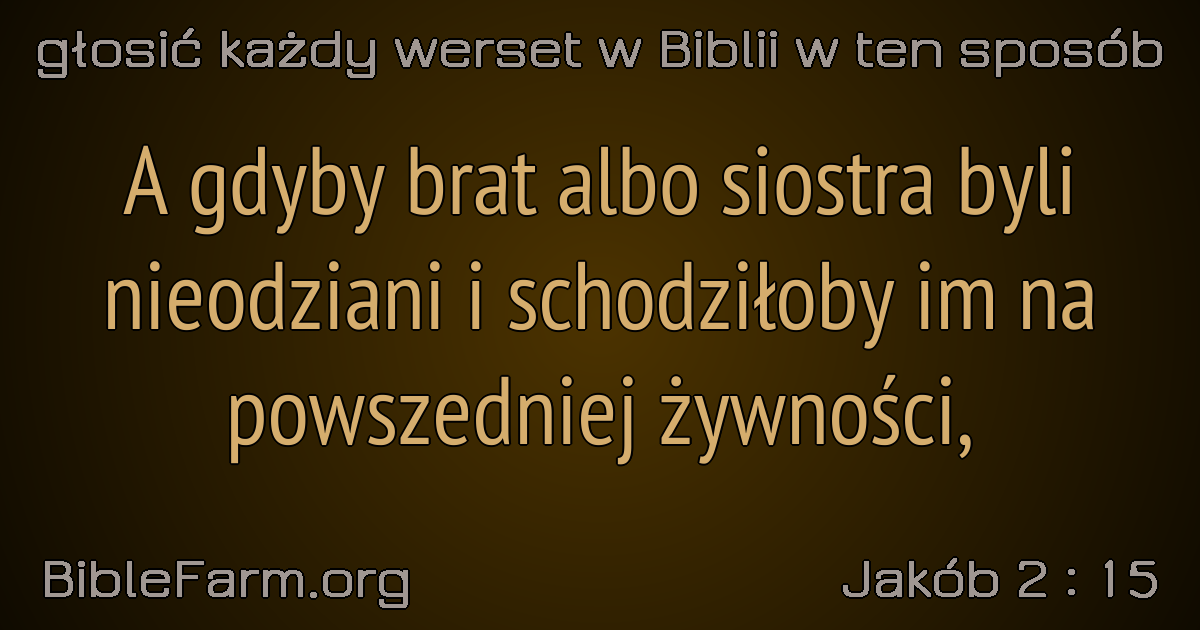 głosić każdy werset w Biblii w ten sposób
A gdyby brat albo siostra byli
nieodziani i schodziłoby im na
powszedniej żywności,
BibleFarm.org
Jakób 2 : 15